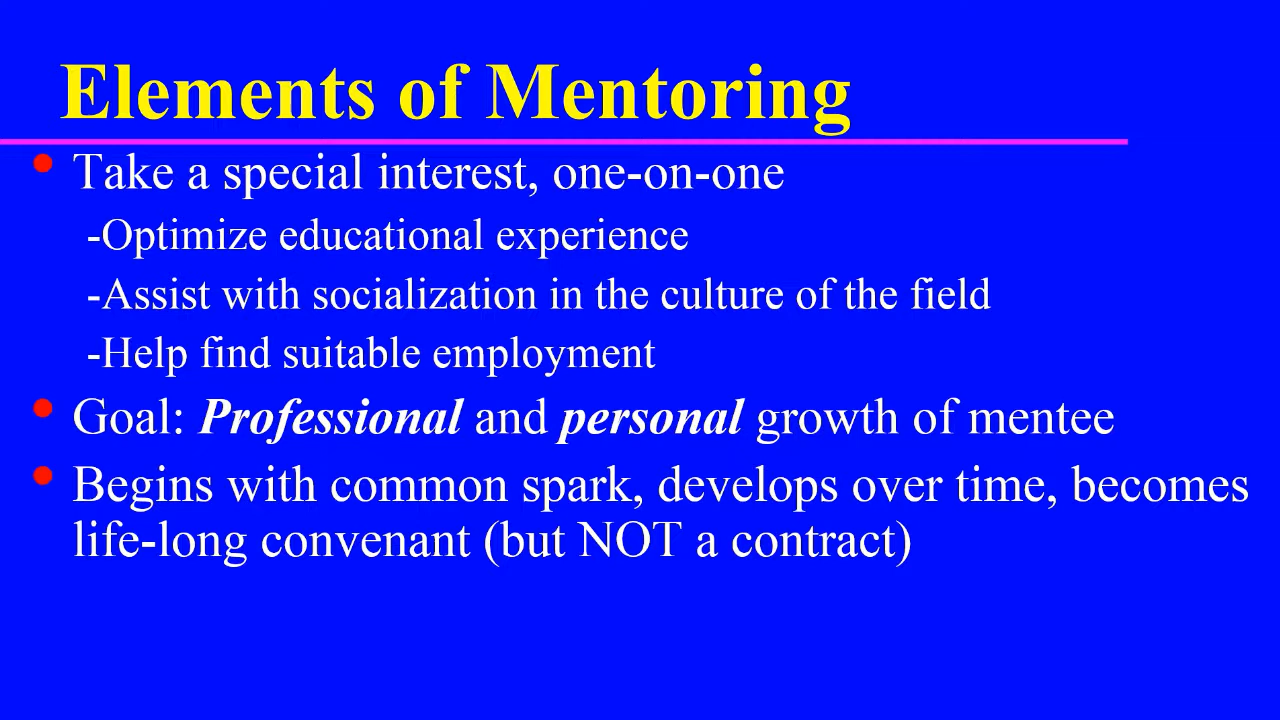 Elements of Mentoring
• Take a special interest, one-on-one
-Optimize educational experience
-Assist with socialization in the culture of the field
-Help find suitable employment
• Goal: Professional and personal growth of mentee
• Begins with common spark, develops over time, becomes
life-long convenant (but NOT a contract)